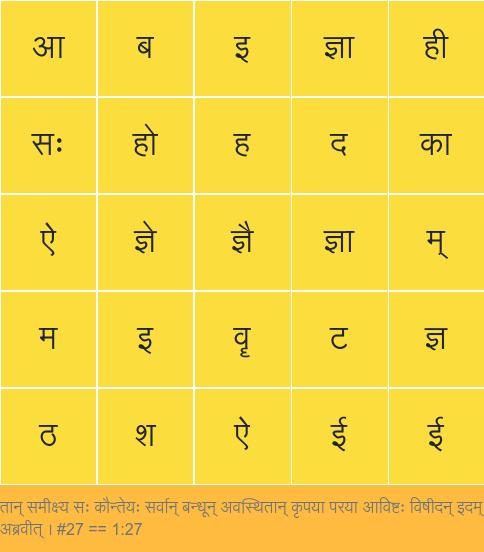 आ ब इ ज्ञा ही
सः हो ह द का
ऐ ज्ञे ज्ञै ज्ञा म्
म इ वॄ ट ज्ञ
ठ श ऐ ई ई
तान् समीक्ष्य सः कौन्तेयः सर्वान् बन्धून् अवस्थितान् कृपया परया आविष्टः विषीदन् इदम्
अब्रवीत् । #27 == 1:27